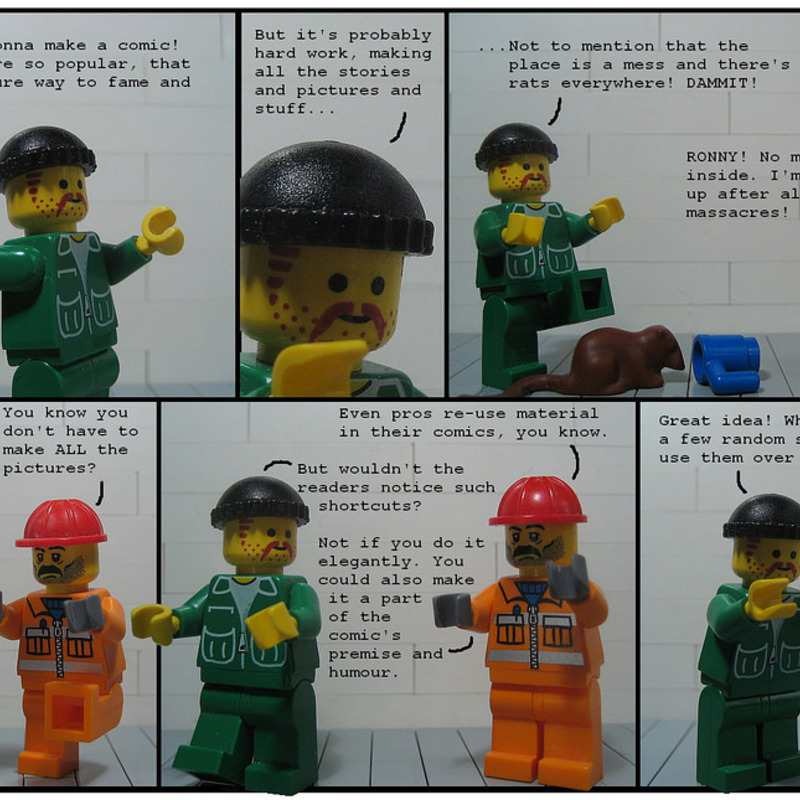 make a comic!
so popular, that
way to fame and
But it's probably
hard work, making
all the stories
and pictures and
stuff...
...Not to mention that the
place is a mess and there's
rats everywhere! DAMMIT!
RONNY! No
inside. I'm
up after
massacres!
You know you
don't have to
make ALL the
pictures?
Even pros re-use material
in their comics, you know.
But wouldn't the
readers notice such
shortcuts?
Not if you do it
elegantly. You
could also make
it a part
of the
comic's
premise and
humour.
Great idea!
a few random
use them over